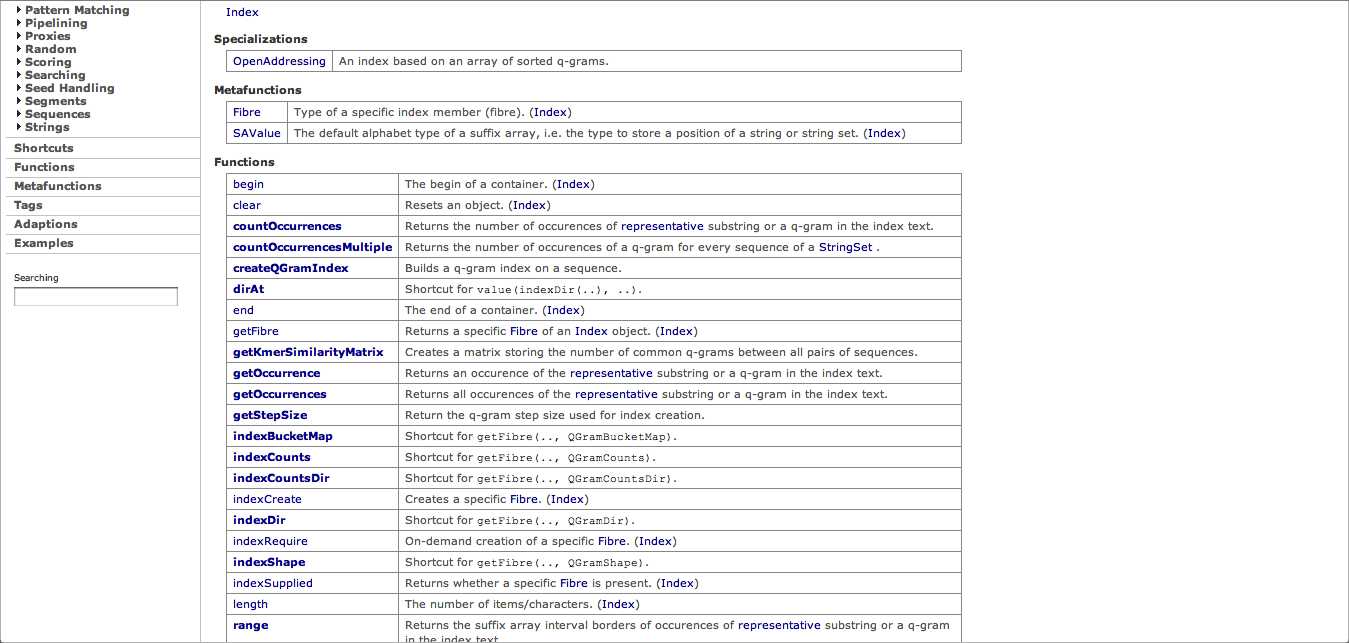 Pattern Matching
Pipelining
Proxies
Random
Scoring
Searching
Seed Handling
Segments
Sequences
Strings
Shortcuts
Functions
Metafunctions
Tags
Adaptions
Examples
Searching
Index
Specializations
OpenAddressing An index based on an array of sorted q-grams.
Metafunctions
Fibre Type of a specific index member (fibre). (Index)
SAValue The default alphabet type of a suffix array, i.e. the type to store a position of a string or string set. (Index)
Functions
begin The begin of a container. (Index)
clear Resets an object. (Index)
countOccurrences Returns the number of occurences of representative substring or a q-gram in the index text.
countOccurrencesMultiple Returns the number of occurences of a q-gram for every sequence of a StringSet .
createQGramIndex Builds a q-gram index on a sequence.
dirAt Shortcut for value(indexDir(..), ..).
end The end of a container. (Index)
getFibre Returns a specific Fibre of an Index object. (Index)
getKmerSimilarityMatrix Creates a matrix storing the number of common q-grams between all pairs of sequences.
getOccurrence Returns an occurence of the representative substring or a q-gram in the index text.
getOccurrences Returns all occurences of the representative substring or a q-gram in the index text.
getStepSize Return the q-gram step size used for index creation.
indexBucketMap Shortcut for getFibre(.., QGramBucketMap).
indexCounts Shortcut for getFibre(.., QGramCounts).
indexCountsDir Shortcut for getFibre(.., QGramCountsDir).
indexCreate Creates a specific Fibre. (Index)
indexDir Shortcut for getFibre(.., QGramDir).
indexRequire On-demand creation of a specific Fibre. (Index)
indexShape Shortcut for getFibre(.., QGramShape).
indexSupplied Returns whether a specific Fibre is present. (Index)
length The number of items/characters. (Index)
range Returns the suffix array interval borders of occurences of representative substring or a q-gram
in the index text.